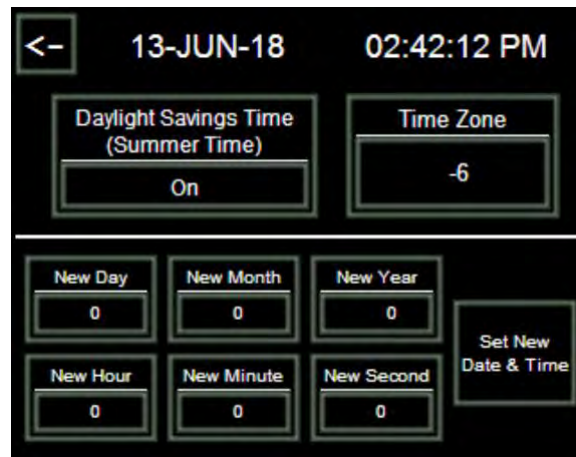 <- 13-JUN-18 02:42:12 PM
Daylight Savings Time
(Summer Time)
On
Time Zone
-6
New Day New Month New Year
0 0 0
Set New
Date & Time
New Hour New Minute New Second
0 0 0